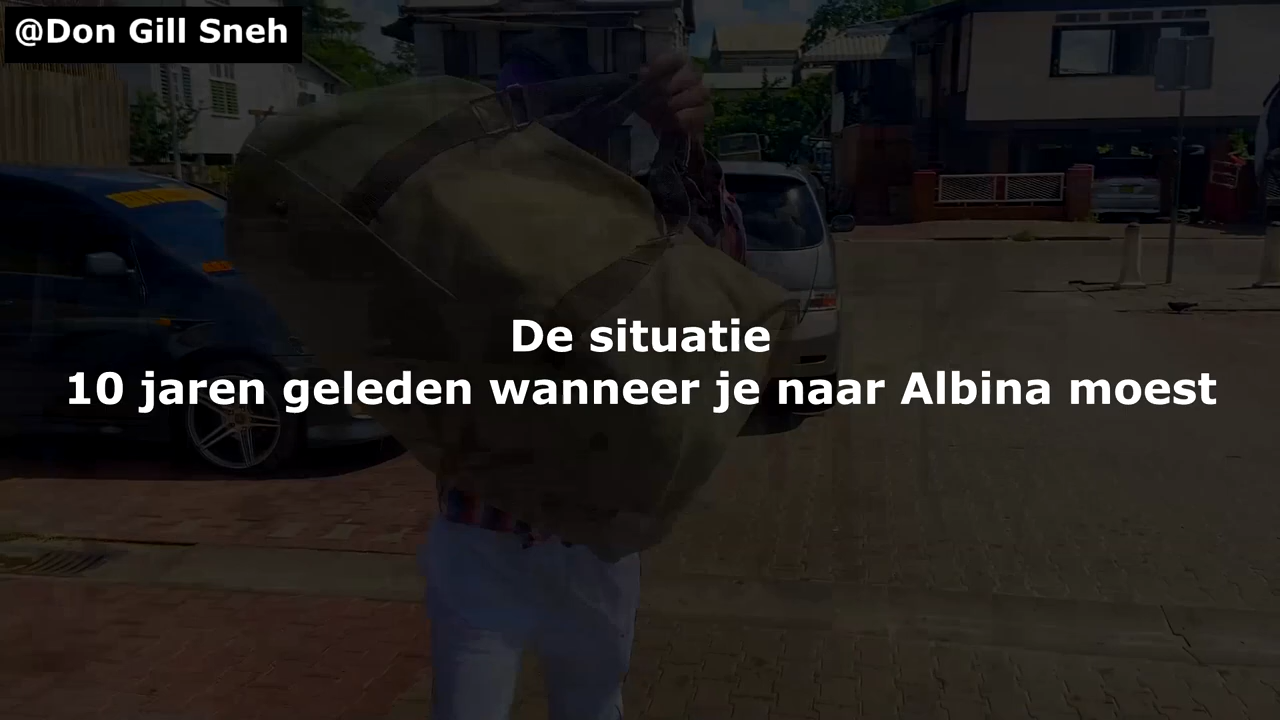 @Don Gill Sneh
De situatie
10 jaren geleden wanneer je naar Albina moest